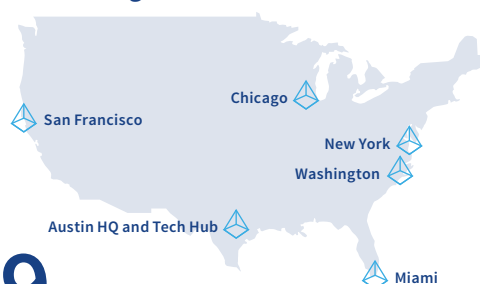 Chicago
San Francisco
New York
Washington
Austin HQ and Tech Hub
Miami